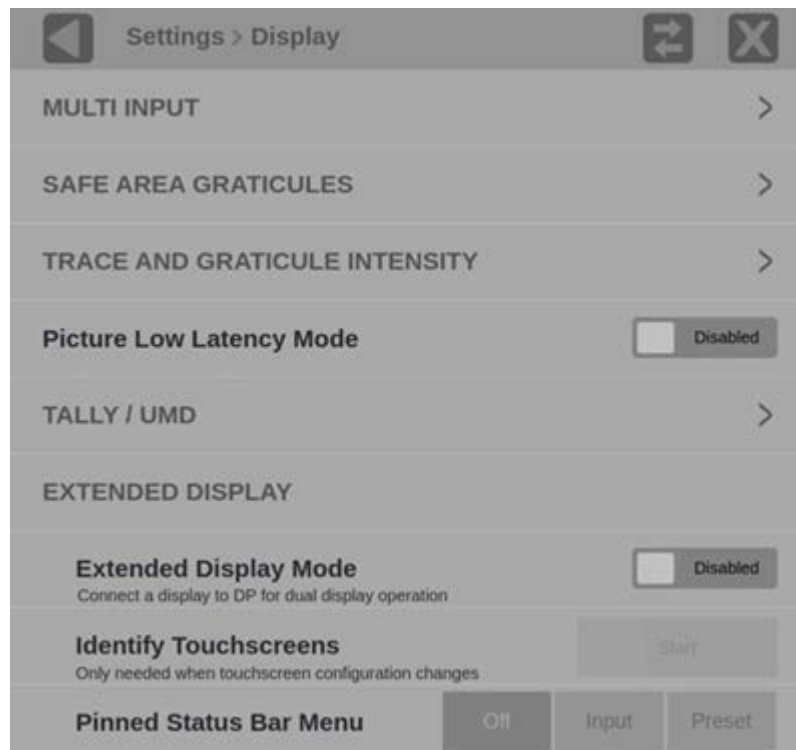 Settings > Display
MULTI INPUT
SAFE AREA GRATICULES
TRACE AND GRATICULE INTENSITY
Picture Low Latency Mode Disabled
TALLY / UMD
EXTENDED DISPLAY
Extended Display Mode Disabled
Connect a display to DP for dual display operation
Identify Touchscreens Start
Only needed when touchscreen configuration changes
Pinned Status Bar Menu Off Input Preset